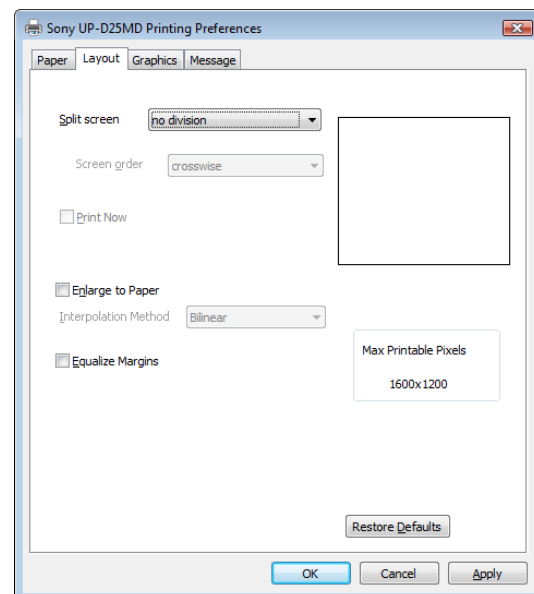 Sony UP-D25MD Printing Preferences
Paper Layout Graphics Message
Split screen no division
Screen order crosswise
Print Now
Enlarge to Paper
Interpolation Method Bilinear
Equalize Margins
Max Printable Pixels
1600x1200
Restore Defaults
OK Cancel Apply